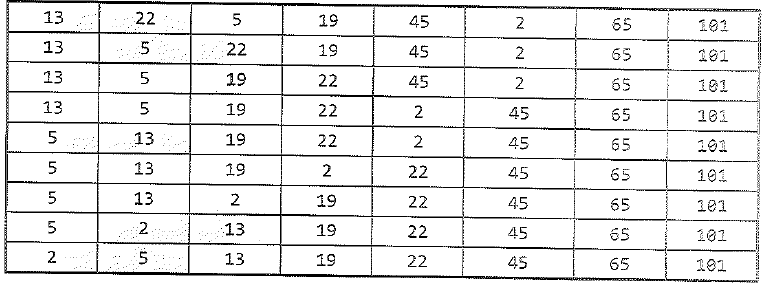 13 22 5 19 45 2 65 101
13 5 22 19 45 2 65 101
13 5 19 22 45 2 65 101
13 5 19 22 2 45 65 101
5 13 19 22 2 45 65 101
5 13 19 2 22 45 65 101
5 13 2 19 22 45 65 101
5 2 13 19 22 45 65 101
2 5 13 19 22 45 65 101